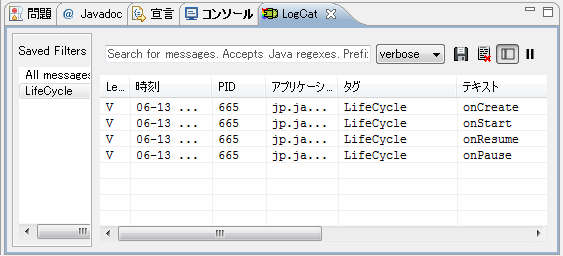 問題 @ Javadoc 宣言 コンソール LogCat
Saved Filters
Search for messages. Accepts Java regexes. Prefix
verbose
All messages
LifeCycle
Le... 時刻 PID アプリケーシ... タグ テキスト
V 06-13 ... 665 jp.ja... LifeCycle onCreate
V 06-13 ... 665 jp.ja... LifeCycle onStart
V 06-13 ... 665 jp.ja... LifeCycle onResume
V 06-13 ... 665 jp.ja... LifeCycle onPause